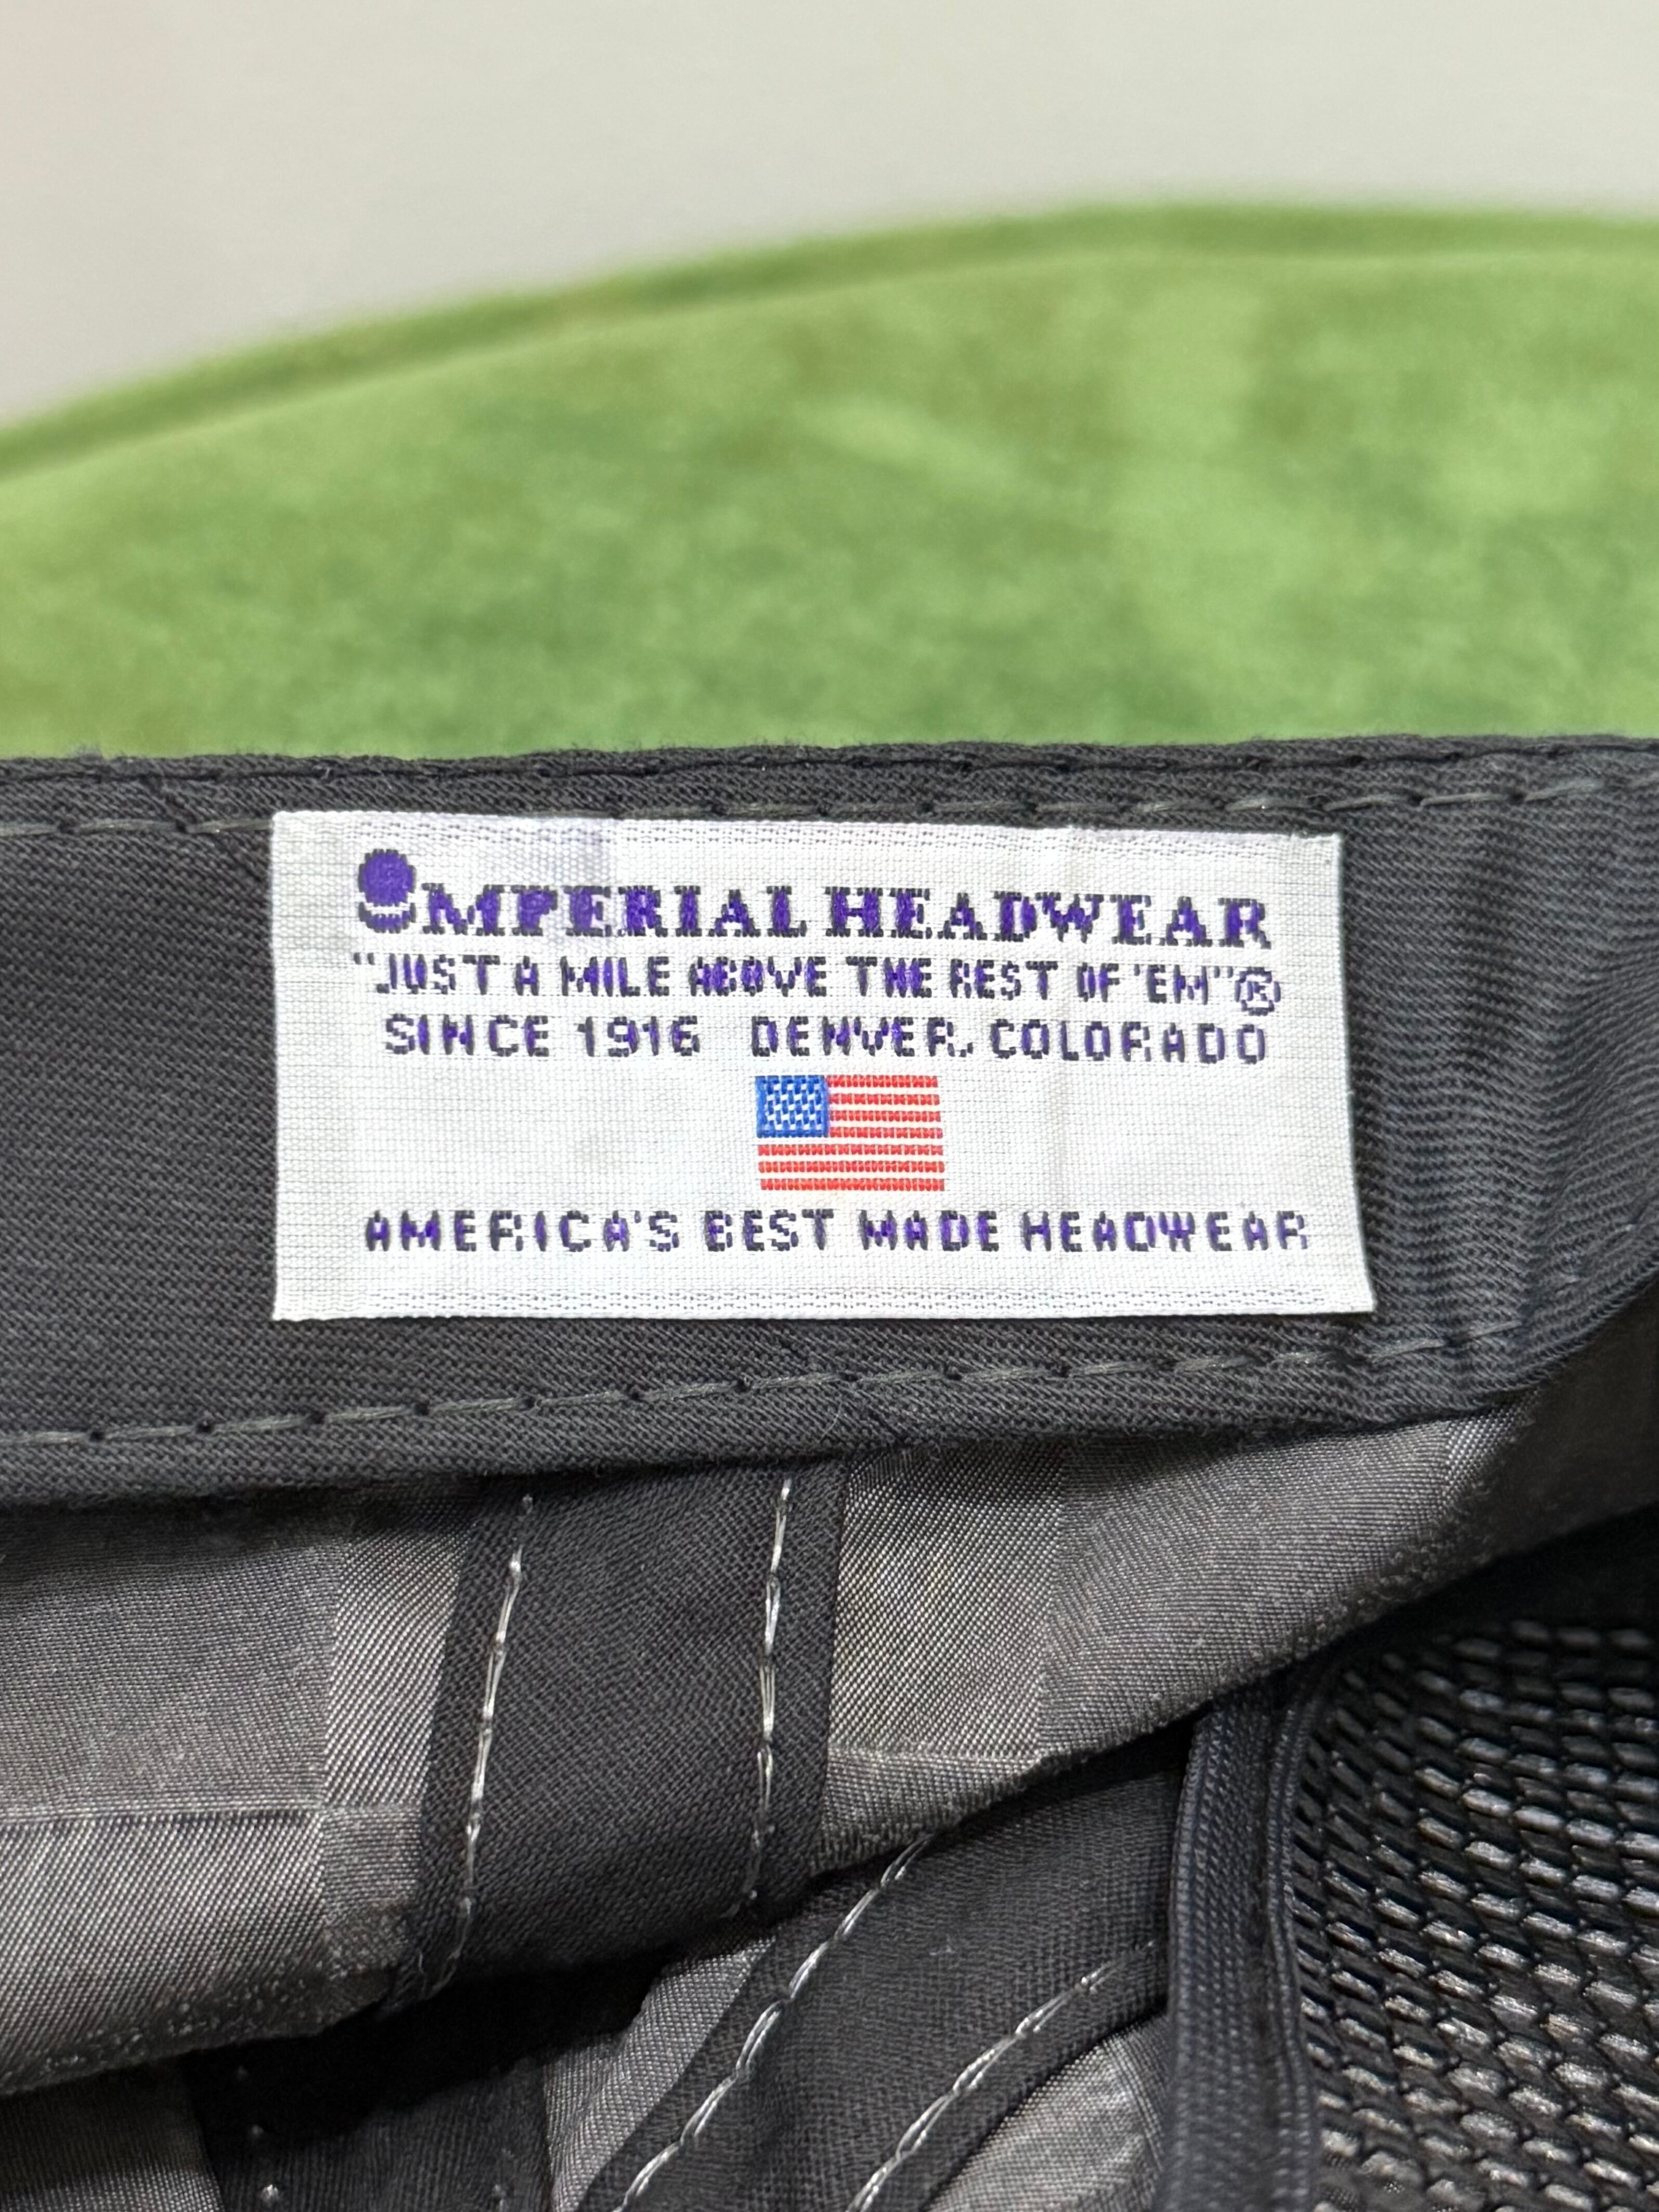 IMPERIAL HEADWEAR
"JUST A MILE ABOVE THE REST OF 'EM"®
SINCE 1916 DENVER, COLORADO
AMERICA'S BEST MADE HEADWEAR